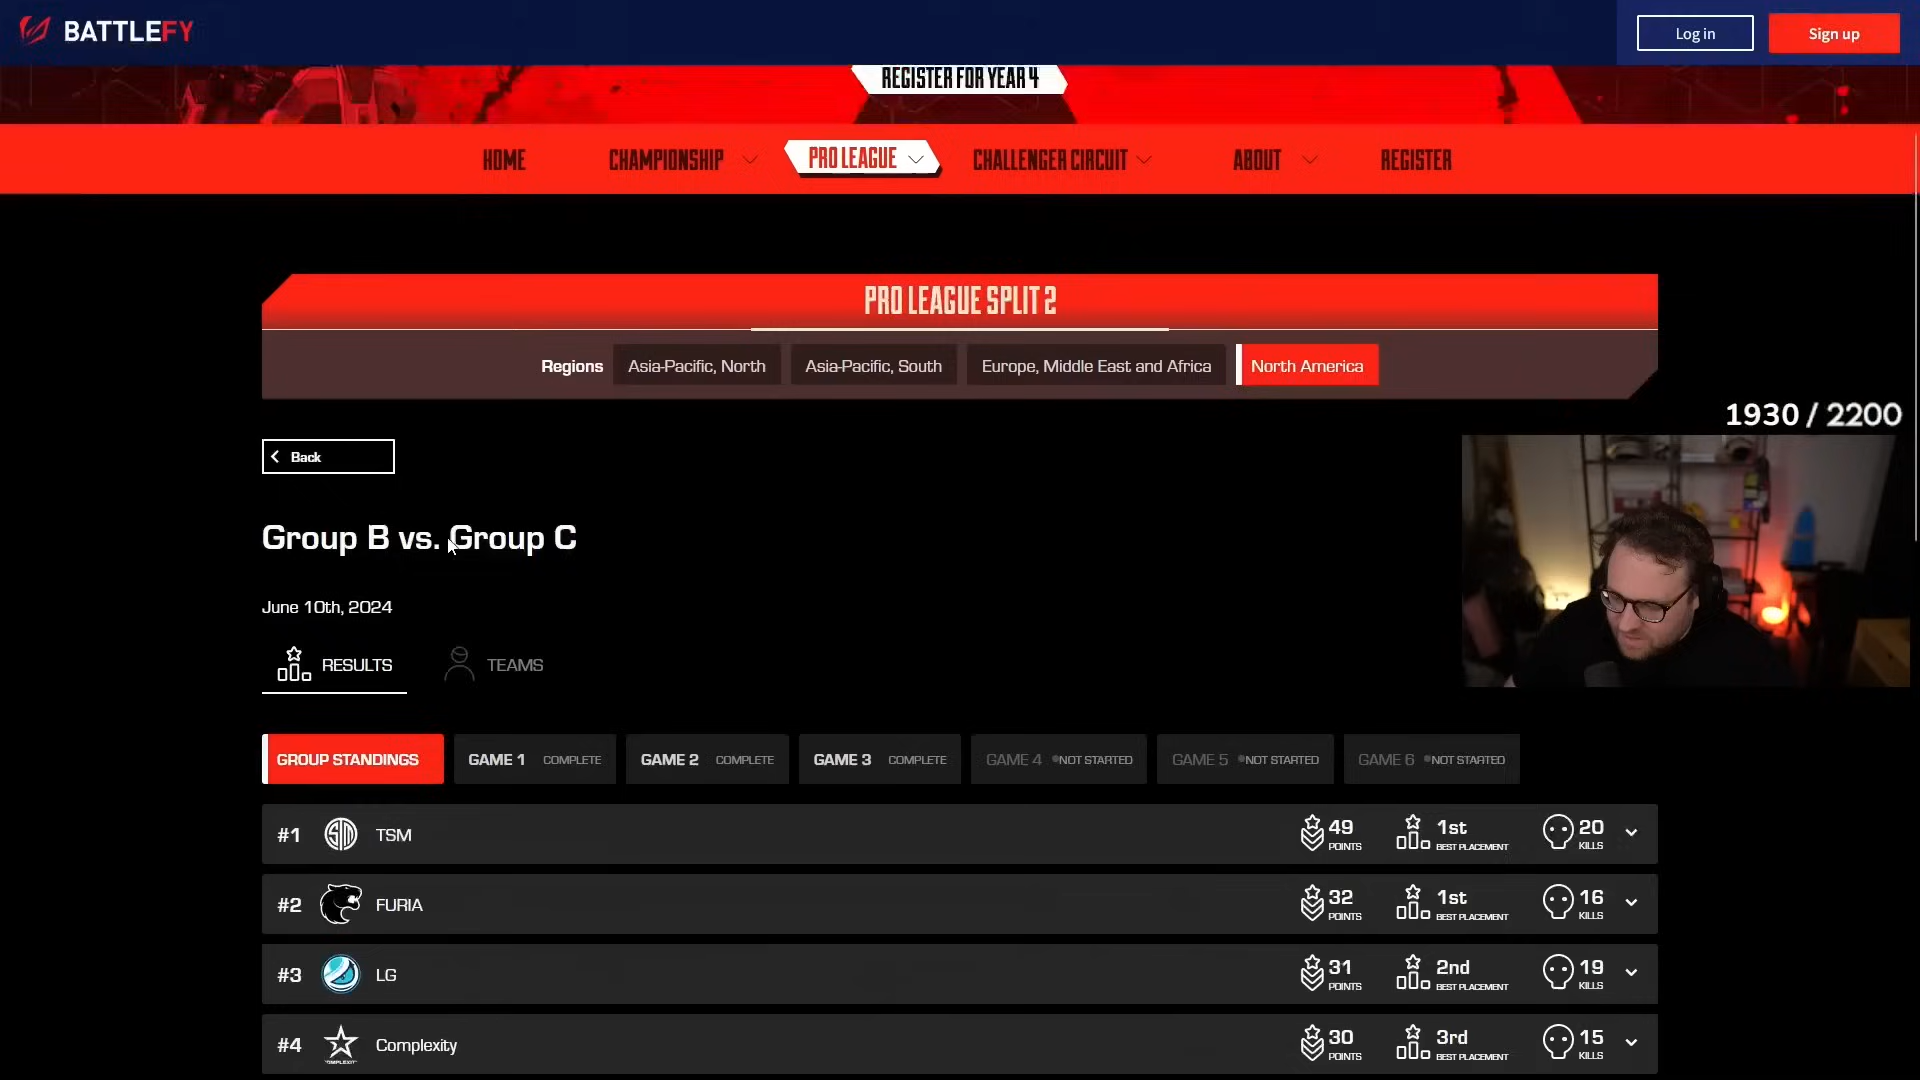 BATTLEFY
Log in
Sign up
REGISTER FOR YEAR 4
HOME
CHAMPIONSHIP
PRO LEAGUE
CHALLENGER CIRCUIT
ABOUT
REGISTER
PRO LEAGUE SPLIT 2
Regions
Asia-Pacific, North
Asia-Pacific, South
Europe, Middle East and Africa
North America
1930 / 2200
Back
Group B vs. Group C
June 10th, 2024
RESULTS
TEAMS
GROUP STANDINGS
GAME 1 COMPLETE
GAME 2 COMPLETE
GAME 3 COMPLETE
GAME 4 NOT STARTED
GAME 5 NOT STARTED
GAME 6 NOT STARTED
#1 TSM 49 POINTS 1st BEST PLACEMENT 20 KILLS
#2 FURIA 32 POINTS 1st BEST PLACEMENT 16 KILLS
#3 LG 31 POINTS 2nd BEST PLACEMENT 19 KILLS
#4 Complexity 30 POINTS 3rd BEST PLACEMENT 15 KILLS